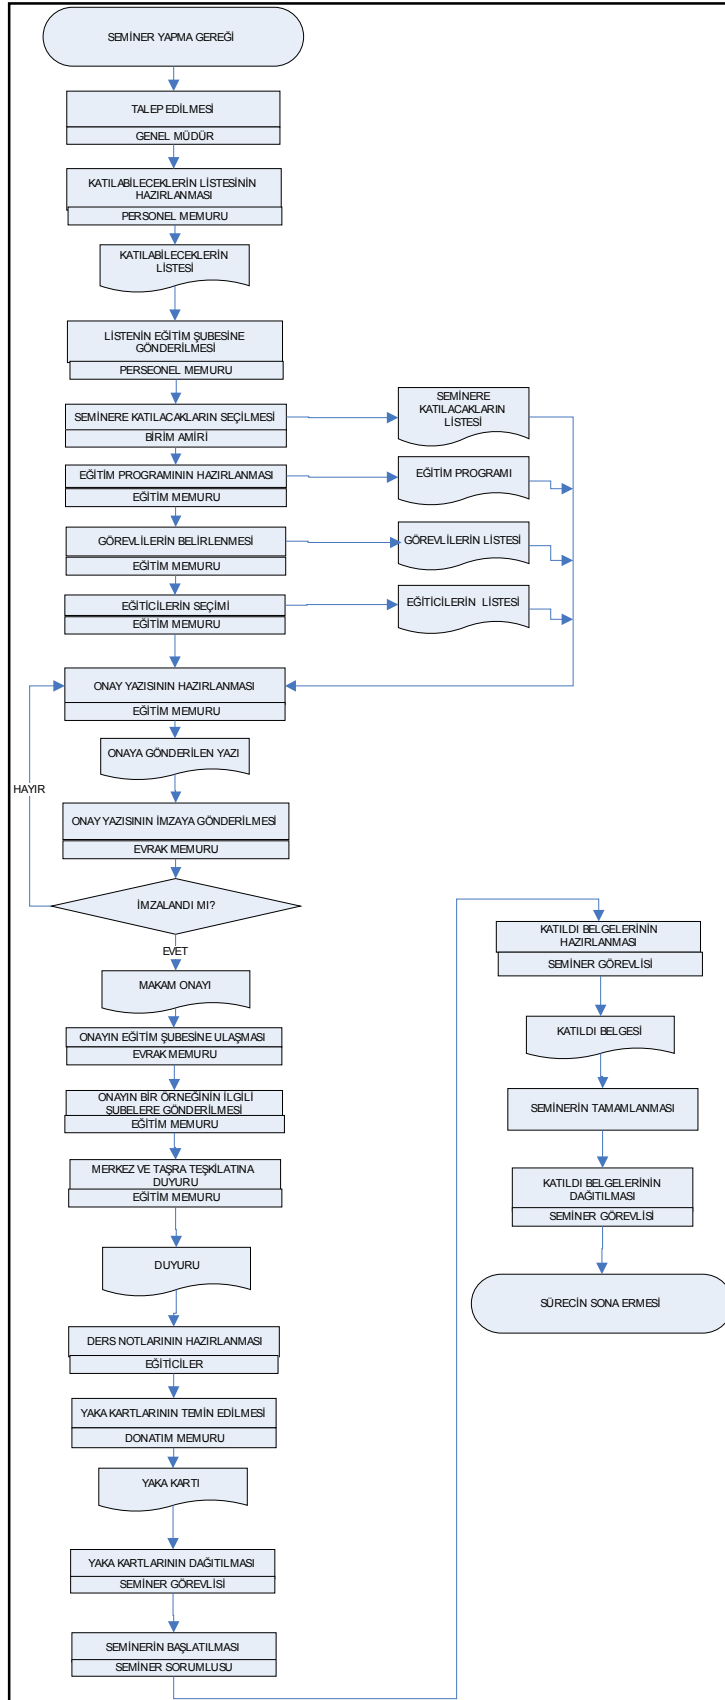 SEMİNER YAPMA GEREĞİ
TALEP EDİLMESİ
GENEL MÜDÜR
KATILABİLECEKLERİN LİSTESİNİN
HAZIRLANMASI
PERSONEL MEMURU
KATILABİLECEKLERİN
LİSTESİ
LİSTENİN EĞİTİM ŞUBESİNE
GÖNDERİLMESİ
PERSEONEL MEMURU
SEMİNERE KATILACAKLARIN SEÇİLMESİ
BİRİM AMİRİ
SEMİNERE
KATILACAKLARIN
LİSTESİ
EĞİTİM PROGRAMININ HAZIRLANMASI
EĞİTİM MEMURU
EĞİTİM PROGRAMI
GÖREVLİLERİN BELİRLENMESİ
EĞİTİM MEMURU
GÖREVLİLERİN LİSTESİ
EĞİTİCİLERİN SEÇİMİ
EĞİTİM MEMURU
EĞİTİCİLERİN LİSTESİ
ONAY YAZISININ HAZIRLANMASI
EĞİTİM MEMURU
ONAYA GÖNDERİLEN YAZI
HAYIR
ONAY YAZISININ İMZAYA GÖNDERİLMESİ
EVRAK MEMURU
İMZALANDI MI?
EVET
MAKAM ONAYI
ONAYIN EĞİTİM ŞUBESİNE ULAŞMASI
EVRAK MEMURU
ONAYIN BİR ÖRNEĞİNİN İLGİLİ
ŞUBELERE GÖNDERİLMESİ
EĞİTİM MEMURU
MERKEZ VE TAŞRA TEŞKİLATINA
DUYURU
EĞİTİM MEMURU
DUYURU
DERS NOTLARININ HAZIRLANMASI
EĞİTİCİLER
YAKA KARTLARININ TEMİN EDİLMESİ
DONATIM MEMURU
YAKA KARTI
YAKA KARTLARININ DAĞITILMASI
SEMİNER GÖREVLİSİ
SEMİNERİN BAŞLATILMASI
SEMİNER SORUMLUSU
KATILDI BELGELERİNİN
HAZIRLANMASI
SEMİNER GÖREVLİSİ
KATILDI BELGESİ
SEMİNERİN TAMAMLANMASI
KATILDI BELGELERİNİN
DAĞITILMASI
SEMİNER GÖREVLİSİ
SÜRECİN SONA ERMESİ